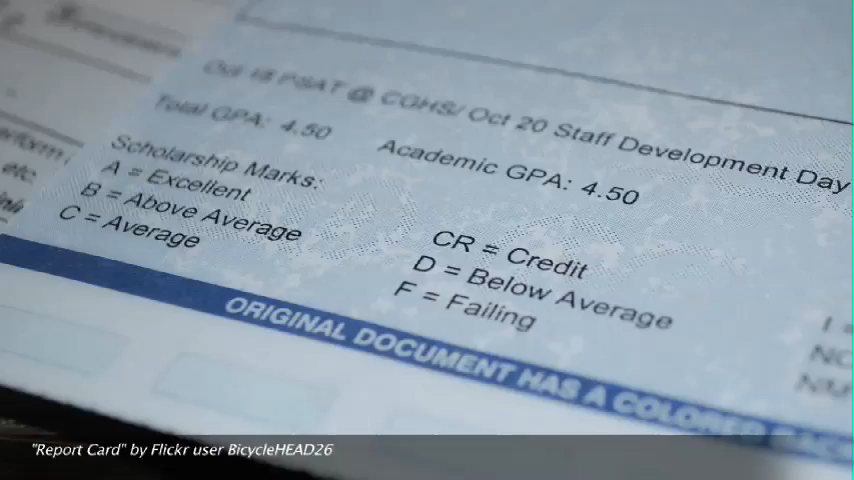 Oct 18 PSAT @ CGHS/ Oct 20 Staff Development Day
Total GPA: 4.50
Academic GPA: 4.50
Scholarship Marks:
A = Excellent
B = Above Average
C = Average
CR = Credit
D = Below Average
F = Failing
I =
ORIGINAL DOCUMENT HAS A COLORED
"Report Card" by Flickr user BicycleHEAD26